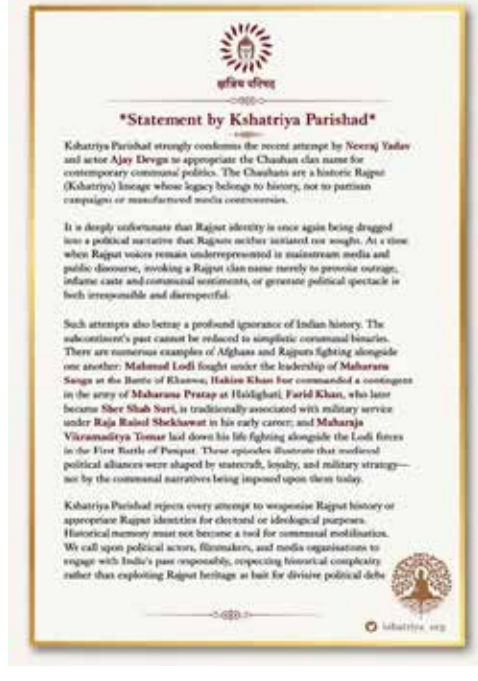 क्षत्रिय परिषद
*Statement by Kshatriya Parishad*
Kshatriya Parishad strongly condemns the recent attempt by Neeraj Yadav
and actor Ajay Devgn to appropriate the Chauhan clan name for
contemporary communal politics. The Chauhans are a historic Rajput
(Kshatriya) lineage whose legacy belongs to history, not to partisan
campaigns or manufactured media controversies.
It is deeply unfortunate that Rajput identity is once again being dragged
into a political narrative that Rajputs neither initiated nor sought. At a time
when Rajput voices remain underrepresented in mainstream media and
public discourse, invoking a Rajput clan name merely to provoke outrage,
inflame caste and communal sentiments, or generate political spectacle is
both irresponsible and disrespectful.
Such attempts also betray a profound ignorance of Indian history. The
subcontinent's past cannot be reduced to simplistic communal binaries.
There are numerous examples of Afghans and Rajputs fighting alongside
one another: Mahmud Lodi fought under the leadership of Maharana
Sanga at the Battle of Khanwa; Hakim Khan Sur commanded a contingent
in the army of Maharana Pratap at Haldighati, Farid Khan, who later
became Sher Shah Suri, is traditionally associated with military service
under Raja Raisal Shekhawat in his early career; and Maharaja
Vikramaditya Tomar laid down his life fighting alongside the Lodi forces
in the First Battle of Panipat. These episodes illustrate that medieval
political alliances were shaped by statecraft, loyalty, and military strategy—
not by the communal narratives being imposed upon them today.
Kshatriya Parishad rejects every attempt to weaponise Rajput history or
appropriate Rajput identities for electoral or ideological purposes.
Historical memory must not become a tool for communal mobilisation.
We call upon political actors, filmmakers, and media organisations to
engage with India's past responsibly, respecting historical complexity
rather than exploiting Rajput heritage as bait for divisive political deba
kshatriya_org